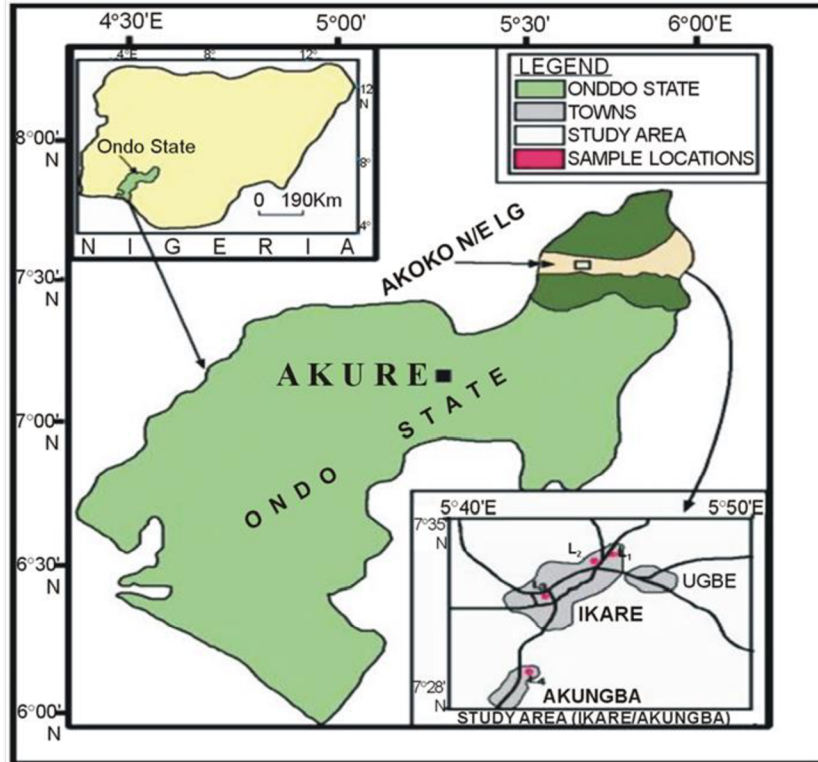 4°30'E 5°00' 5°30' 6°00'E
4°E 8° 12°
12
N
8°
4°
Ondo State
0 190Km
N I G E R I A
LEGEND
ONDDO STATE
TOWNS
STUDY AREA
SAMPLE LOCATIONS
8°00'
N
7°30'
N
7°00'
N
6°30'
N
6°00'
N
AKOKO N/E LG
AKURE
ONDO STATE
5°40'E 5°50'E
7°35'
N
7°28'
N
L2
L1
L3
L4
UGBE
IKARE
AKUNGBA
STUDY AREA (IKARE/AKUNGBA)